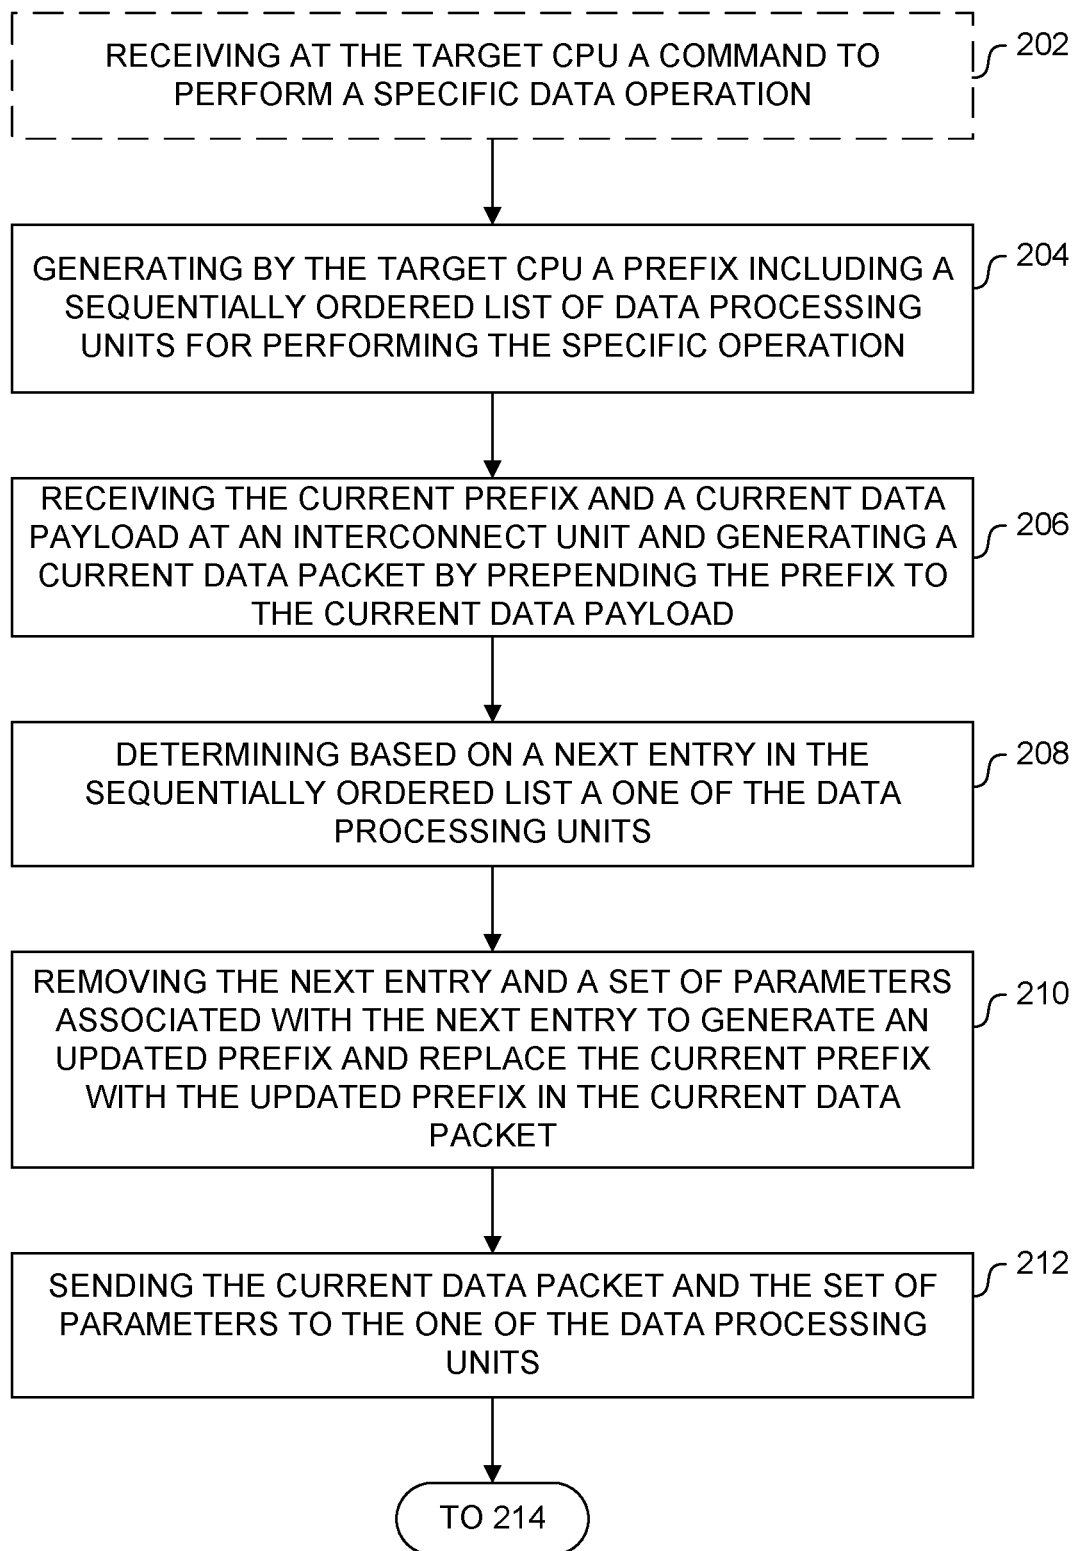 RECEIVING AT THE TARGET CPU A COMMAND TO
PERFORM A SPECIFIC DATA OPERATION
202
GENERATING BY THE TARGET CPU A PREFIX INCLUDING A
SEQUENTIALLY ORDERED LIST OF DATA PROCESSING
UNITS FOR PERFORMING THE SPECIFIC OPERATION
204
RECEIVING THE CURRENT PREFIX AND A CURRENT DATA
PAYLOAD AT AN INTERCONNECT UNIT AND GENERATING A
CURRENT DATA PACKET BY PREPENDING THE PREFIX TO
THE CURRENT DATA PAYLOAD
206
DETERMINING BASED ON A NEXT ENTRY IN THE
SEQUENTIALLY ORDERED LIST A ONE OF THE DATA
PROCESSING UNITS
208
REMOVING THE NEXT ENTRY AND A SET OF PARAMETERS
ASSOCIATED WITH THE NEXT ENTRY TO GENERATE AN
UPDATED PREFIX AND REPLACE THE CURRENT PREFIX
WITH THE UPDATED PREFIX IN THE CURRENT DATA
PACKET
210
SENDING THE CURRENT DATA PACKET AND THE SET OF
PARAMETERS TO THE ONE OF THE DATA PROCESSING
UNITS
212
TO 214